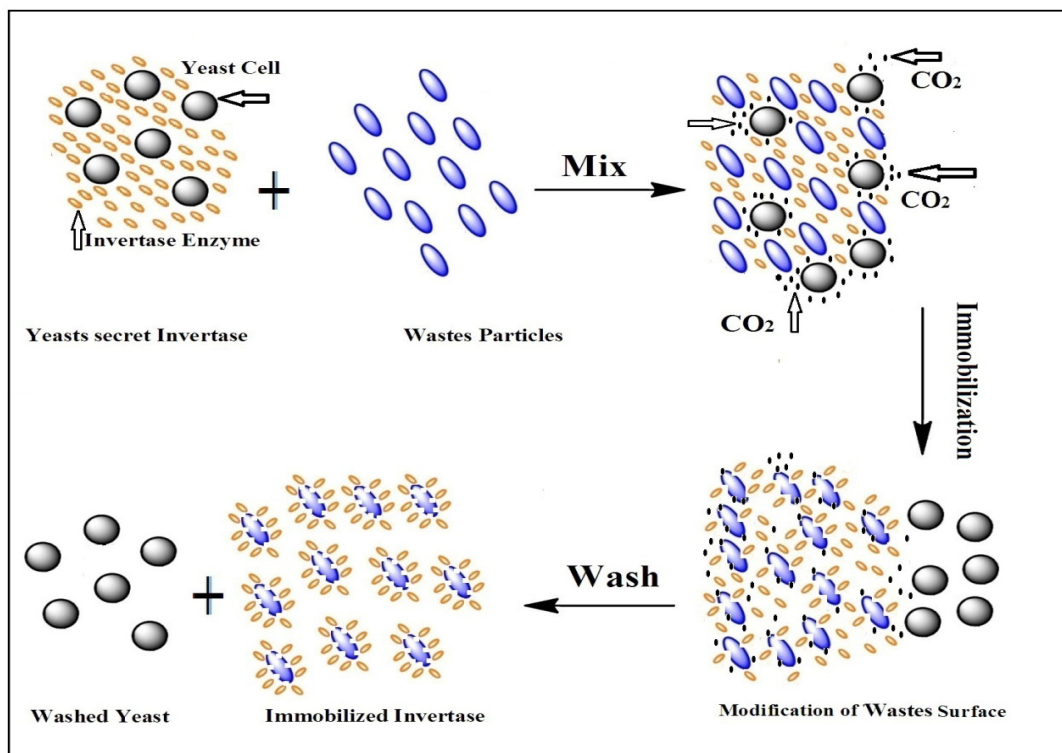 Yeast Cell
Invertase Enzyme
+
Yeasts secret Invertase
Wastes Particles
Mix
CO₂
CO₂
CO₂
Immobilization
Modification of Wastes Surface
Wash
Immobilized Invertase
+
Washed Yeast